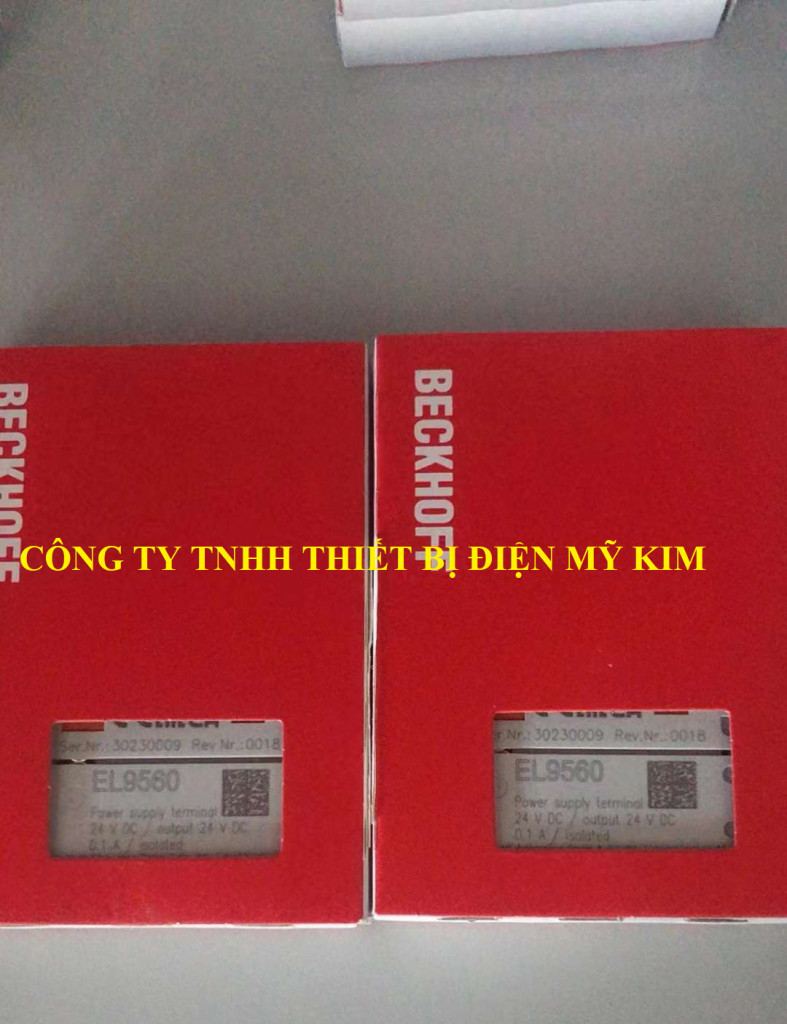 BECKHOFF
BECKHOFF
CÔNG TY TNHH THIẾT BỊ ĐIỆN MỸ KIM
Ser.Nr.: 30230009 Rev Nr.:0018
EL9560
Power supply terminal
24 V DC / output 24 V DC
0.1 A / isolated
Ser.Nr.: 30230009 Rev.Nr.:0018
EL9560
Power supply terminal
24 V DC / output 24 V DC
0.1 A / isolated